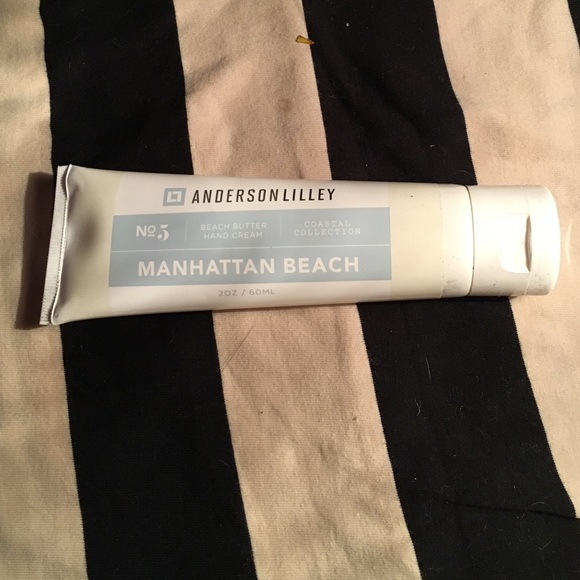 ANDERSONLILLEY
Nº5
BEACH BUTTER
HAND CREAM
COASTAL
COLLECTION
MANHATTAN BEACH
2OZ / 60ML